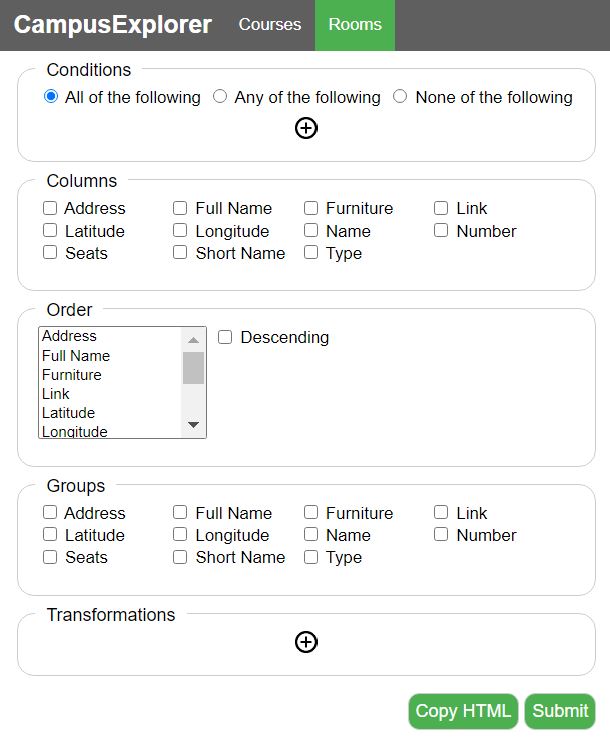 CampusExplorer Courses Rooms
Conditions
All of the following Any of the following None of the following
Columns
Address Full Name Furniture Link
Latitude Longitude Name Number
Seats Short Name Type
Order
Address
Descending
Full Name
Furniture
Link
Latitude
Longitude
Groups
Address Full Name Furniture Link
Latitude Longitude Name Number
Seats Short Name Type
Transformations
Copy HTML Submit